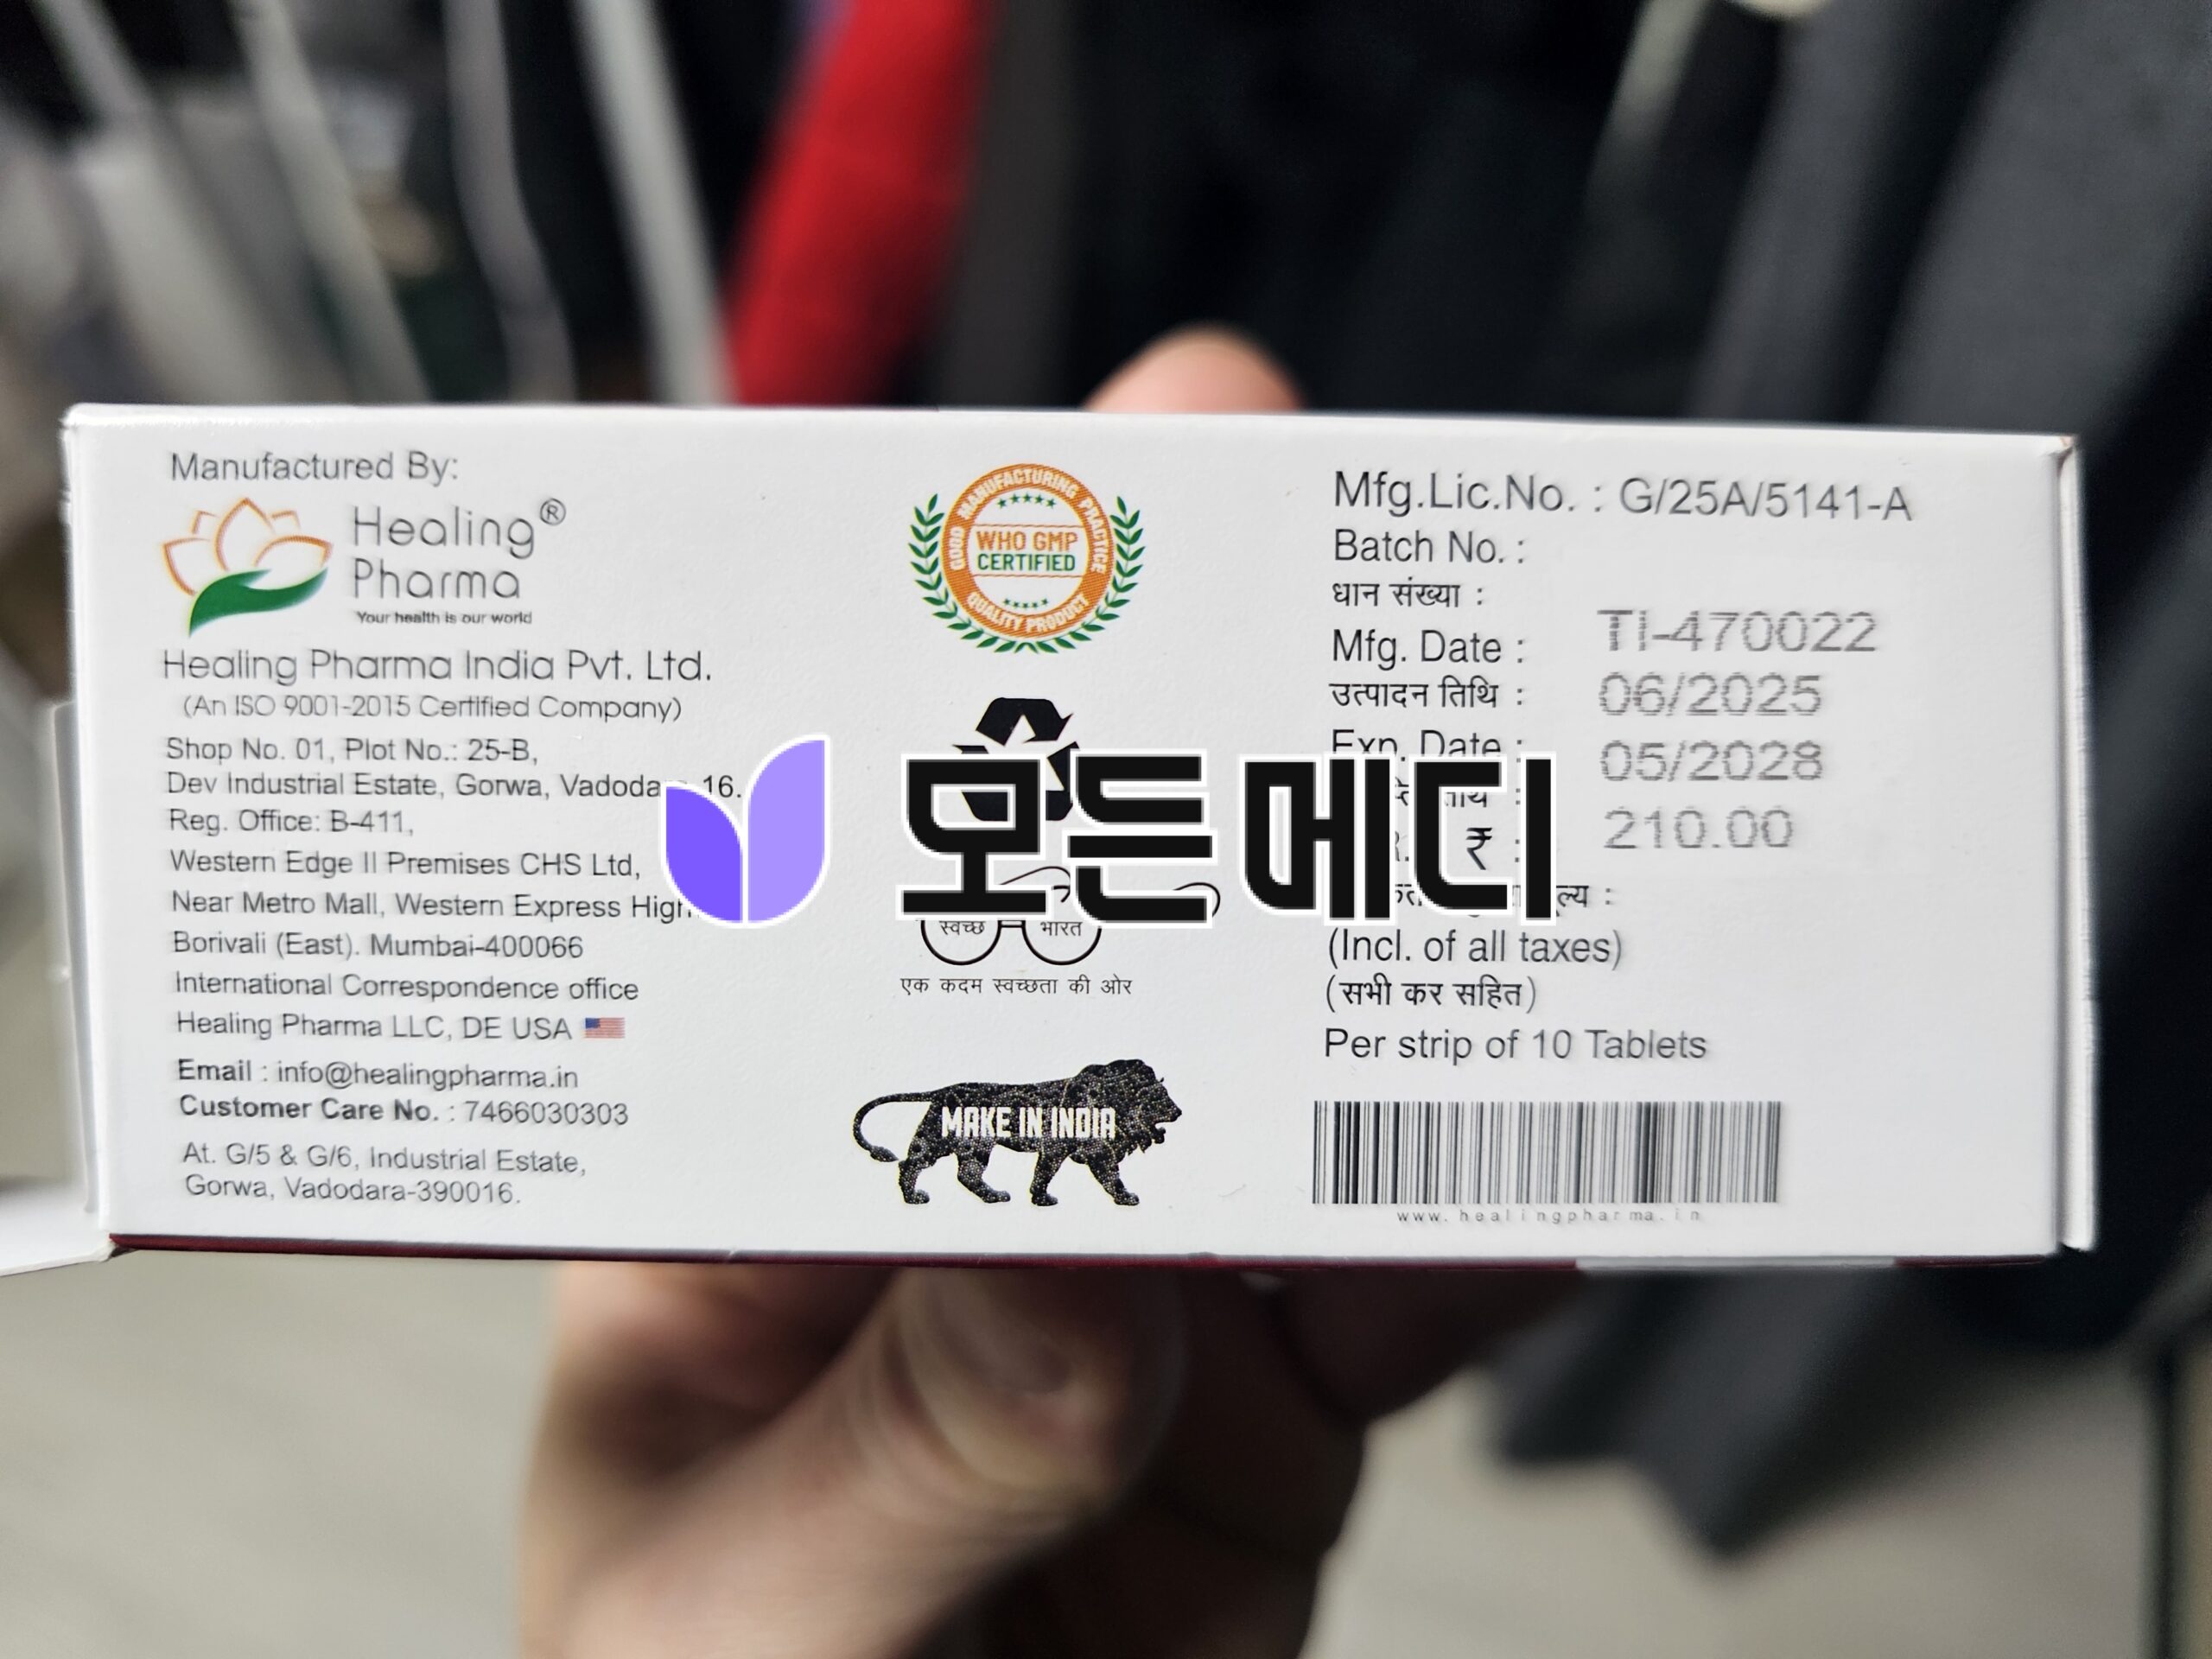 Manufactured By:
Healing®
Pharma
Your health is our world
Healing Pharma India Pvt. Ltd.
(An ISO 9001-2015 Certified Company)
Shop No. 01, Plot No.: 25-B,
Dev Industrial Estate, Gorwa, 16.
Reg. Office: B-411,
Western Edge II Premises CHS Ltd,
Near Metro Mall, Western Express
Borivali (East). Mumbai-400066
International Correspondence office
Healing Pharma LLC, DE USA
Email : info@healingpharma.in
Customer Care No. : 7466030303
At. G/5 & G/6, Industrial Estate,
Gorwa, Vadodara-390016.
GOOD MANUFACTURING PRACTICE
WHO GMP
CERTIFIED
QUALITY PRODUCT
모든메디
स्वच्छ भारत
एक कदम स्वच्छता की ओर
MAKE IN INDIA
Mfg.Lic.No. : G/25A/5141-A
Batch No. :
धान संख्या :
TI-470022
Mfg. Date :
उत्पादन तिथि : 06/2025
Exp. Date : 05/2028
₹ : 210.00
(Incl. of all taxes)
(सभी कर सहित)
Per strip of 10 Tablets
www.healingpharma.in